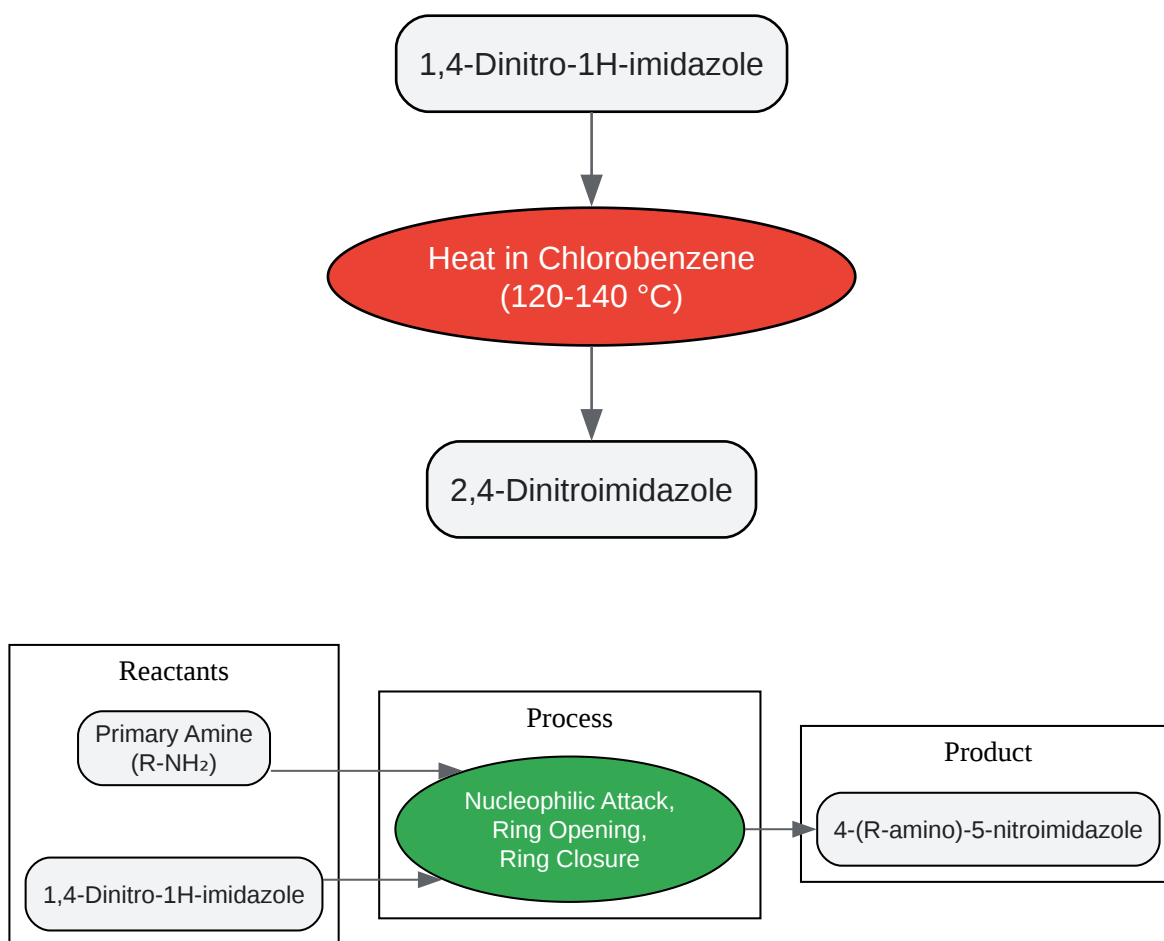 1,4-Dinitro-1H-imidazole
Heat in Chlorobenzene
(120-140 °C)
2,4-Dinitroimidazole
Reactants
Primary Amine
(R-NH₂)
1,4-Dinitro-1H-imidazole
Process
Nucleophilic Attack,
Ring Opening,
Ring Closure
Product
4-(R-amino)-5-nitroimidazole